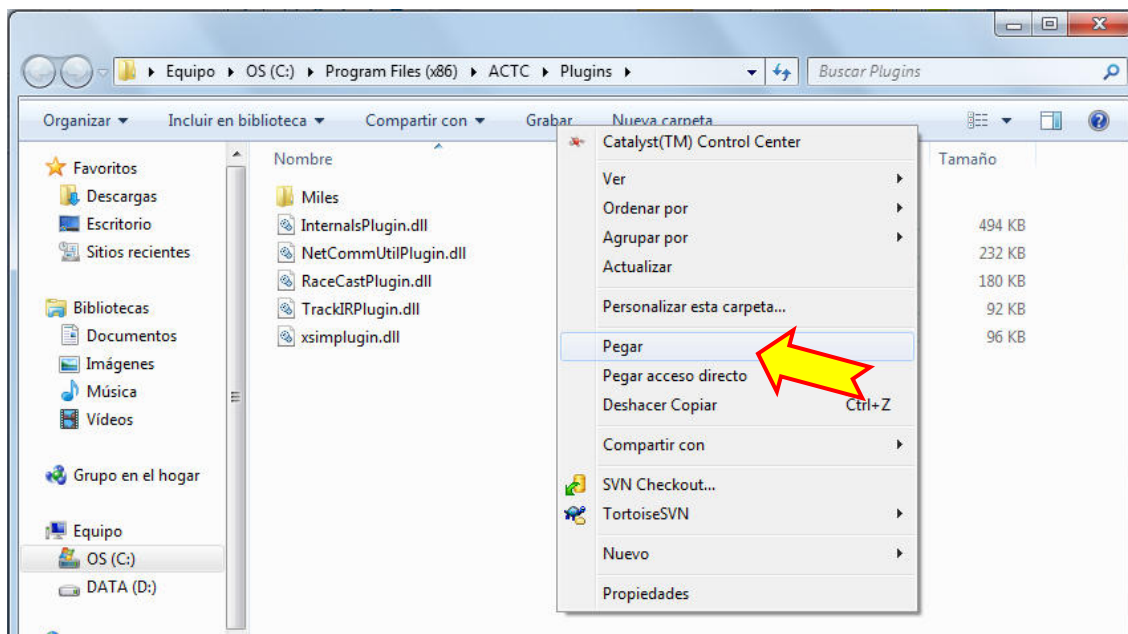 Equipo ▸ OS (C:) ▸ Program Files (x86) ▸ ACTC ▸ Plugins ▸
Buscar Plugins
Organizar
Incluir en biblioteca
Compartir con
Grabar
Nueva carpeta
Favoritos
Descargas
Escritorio
Sitios recientes
Bibliotecas
Documentos
Imágenes
Música
Vídeos
Grupo en el hogar
Equipo
OS (C:)
DATA (D:)
Nombre
Tamaño
Miles
InternalsPlugin.dll
494 KB
NetCommUtilPlugin.dll
232 KB
RaceCastPlugin.dll
180 KB
TrackIRPlugin.dll
92 KB
xsimplugin.dll
96 KB
Catalyst(TM) Control Center
Ver
Ordenar por
Agrupar por
Actualizar
Personalizar esta carpeta...
Pegar
Pegar acceso directo
Deshacer Copiar Ctrl+Z
Compartir con
SVN Checkout...
TortoiseSVN
Nuevo
Propiedades